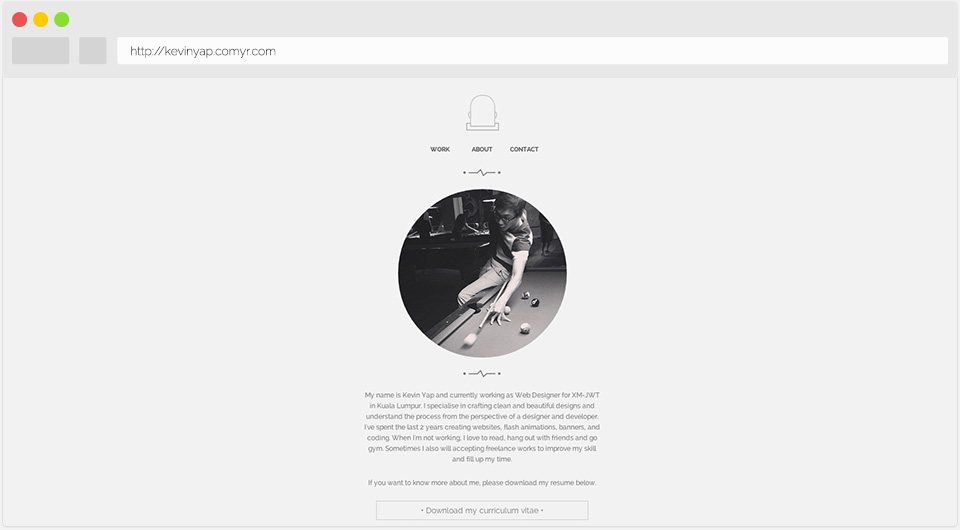 http://kevinyap.comyr.com
WORK ABOUT CONTACT
My name is Kevin Yap and currently working as Web Designer for XM-JWT
in Kuala Lumpur. I specialise in crafting clean and beautiful designs and
understand the process from the perspective of a designer and developer.
I've spent the last 2 years creating websites, flash animations, banners, and
coding. When I'm not working, I love to read, hang out with friends and go
gym. Sometimes I also will accepting freelance works to improve my skill
and fill up my time.
If you want to know more about me, please download my resume below.
• Download my curriculum vitae •